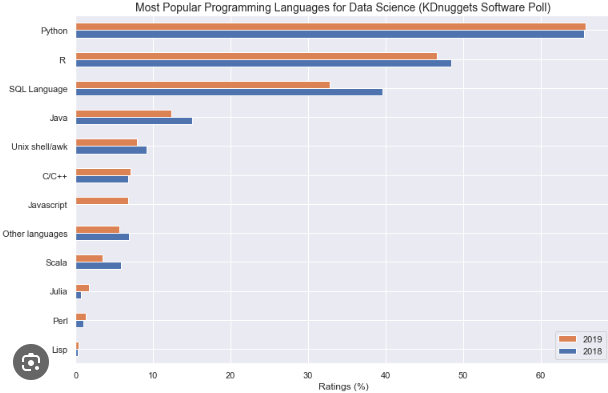 Most Popular Programming Languages for Data Science (KDnuggets Software Poll)
Python
R
SQL Language
Java
Unix shell/awk
C/C++
Javascript
Other languages
Scala
Julia
Perl
Lisp
2019
2018
0 10 20 30 40 50 60
Ratings (%)